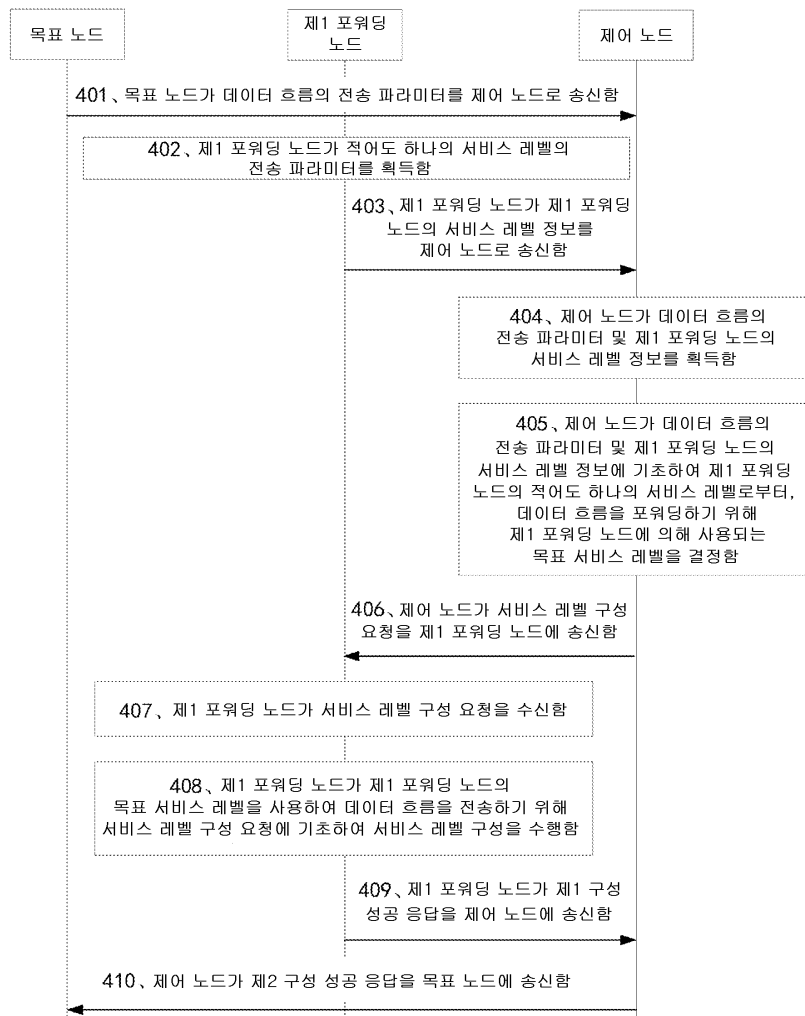 목표 노드
제1 포워딩
노드
제어 노드
401、목표 노드가 데이터 흐름의 전송 파라미터를 제어 노드로 송신함
402、제1 포워딩 노드가 적어도 하나의 서비스 레벨의
전송 파라미터를 획득함
403、제1 포워딩 노드가 제1 포워딩
노드의 서비스 레벨 정보를
제어 노드로 송신함
404、제어 노드가 데이터 흐름의
전송 파라미터 및 제1 포워딩 노드의
서비스 레벨 정보를 획득함
405、제어 노드가 데이터 흐름의
전송 파라미터 및 제1 포워딩 노드의
서비스 레벨 정보에 기초하여 제1 포워딩
노드의 적어도 하나의 서비스 레벨로부터,
데이터 흐름을 포워딩하기 위해
제1 포워딩 노드에 의해 사용되는
목표 서비스 레벨을 결정함
406、제어 노드가 서비스 레벨 구성
요청을 제1 포워딩 노드에 송신함
407、제1 포워딩 노드가 서비스 레벨 구성 요청을 수신함
408、제1 포워딩 노드가 제1 포워딩 노드의
목표 서비스 레벨을 사용하여 데이터 흐름을 전송하기 위해
서비스 레벨 구성 요청에 기초하여 서비스 레벨 구성을 수행함
409、제1 포워딩 노드가 제1 구성
성공 응답을 제어 노드에 송신함
410、제어 노드가 제2 구성 성공 응답을 목표 노드에 송신함